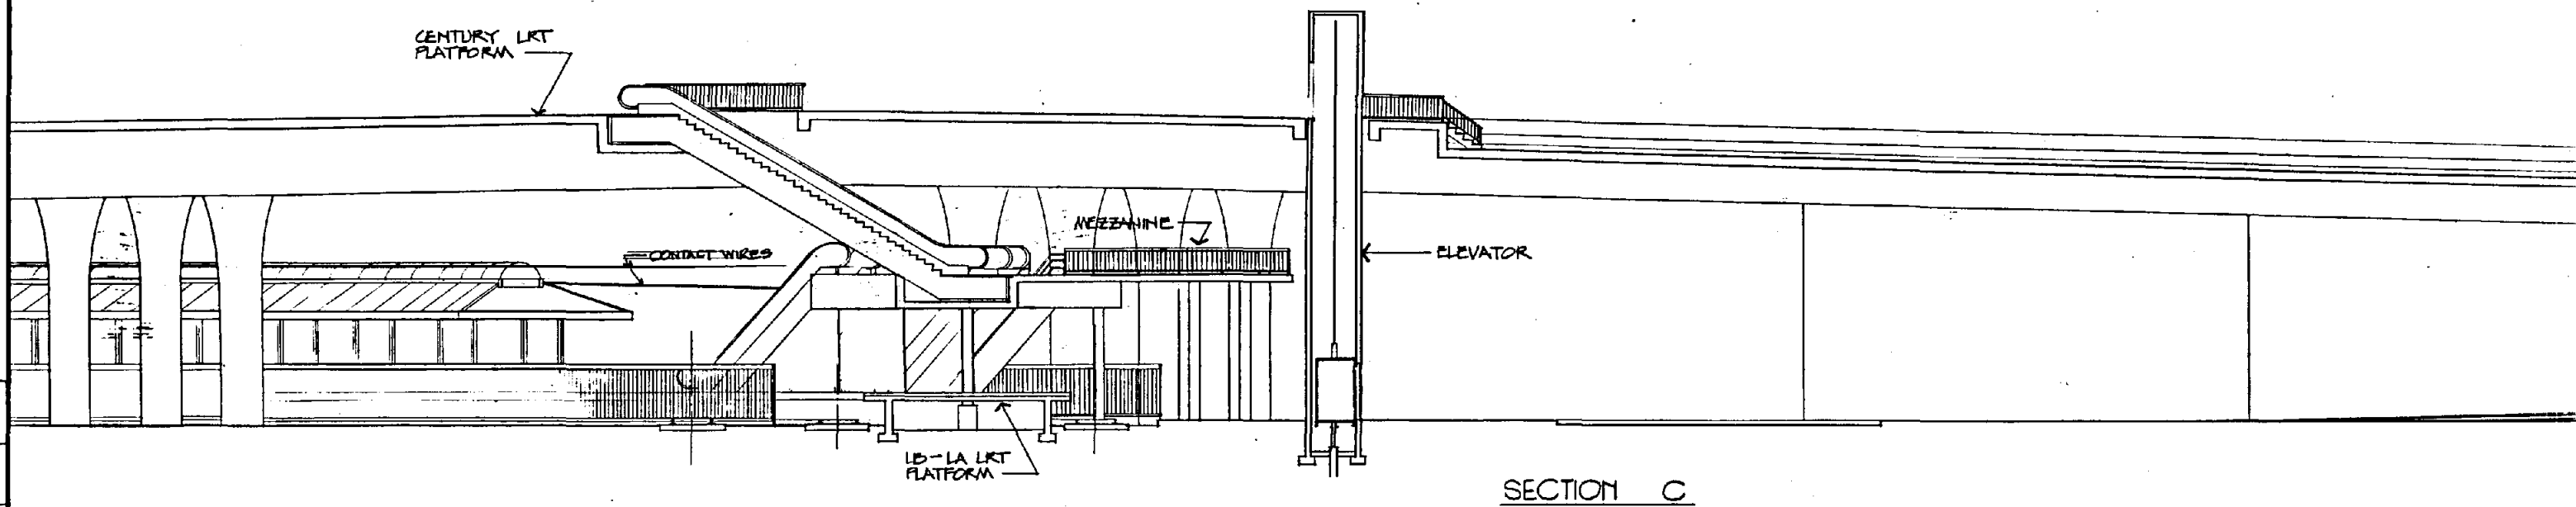 CENTURY LRT
PLATFORM
MEZZANINE
CONTACT WIRES
ELEVATOR
LB-LA LRT
PLATFORM
SECTION C